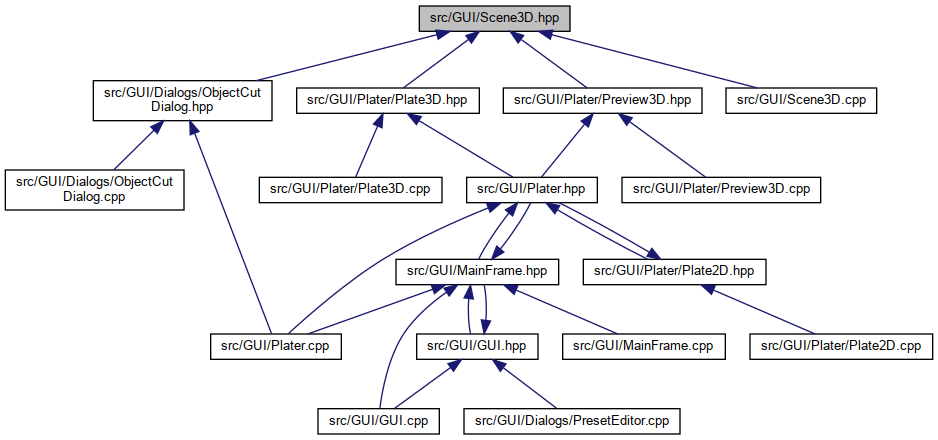 src/GUI/Scene3D.hpp
src/GUI/Dialogs/ObjectCut
Dialog.hpp
src/GUI/Plater/Plate3D.hpp
src/GUI/Plater/Preview3D.hpp
src/GUI/Scene3D.cpp
src/GUI/Dialogs/ObjectCut
Dialog.cpp
src/GUI/Plater/Plate3D.cpp
src/GUI/Plater.hpp
src/GUI/Plater/Preview3D.cpp
src/GUI/MainFrame.hpp
src/GUI/Plater/Plate2D.hpp
src/GUI/Plater.cpp
src/GUI/GUI.hpp
src/GUI/MainFrame.cpp
src/GUI/Plater/Plate2D.cpp
src/GUI/GUI.cpp
src/GUI/Dialogs/PresetEditor.cpp